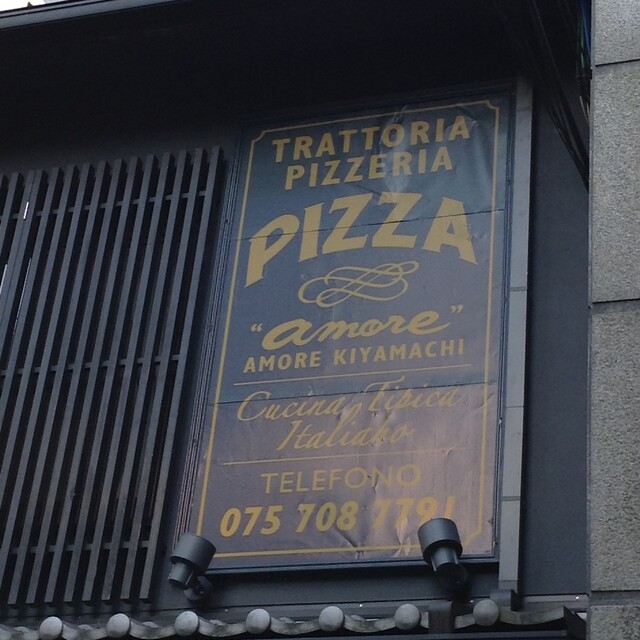 TRATTORIA
PIZZERIA
PIZZA
"amore"
AMORE KIYAMACHI
Cucina Tipica
Italiano
TELEFONO
075 708 7791